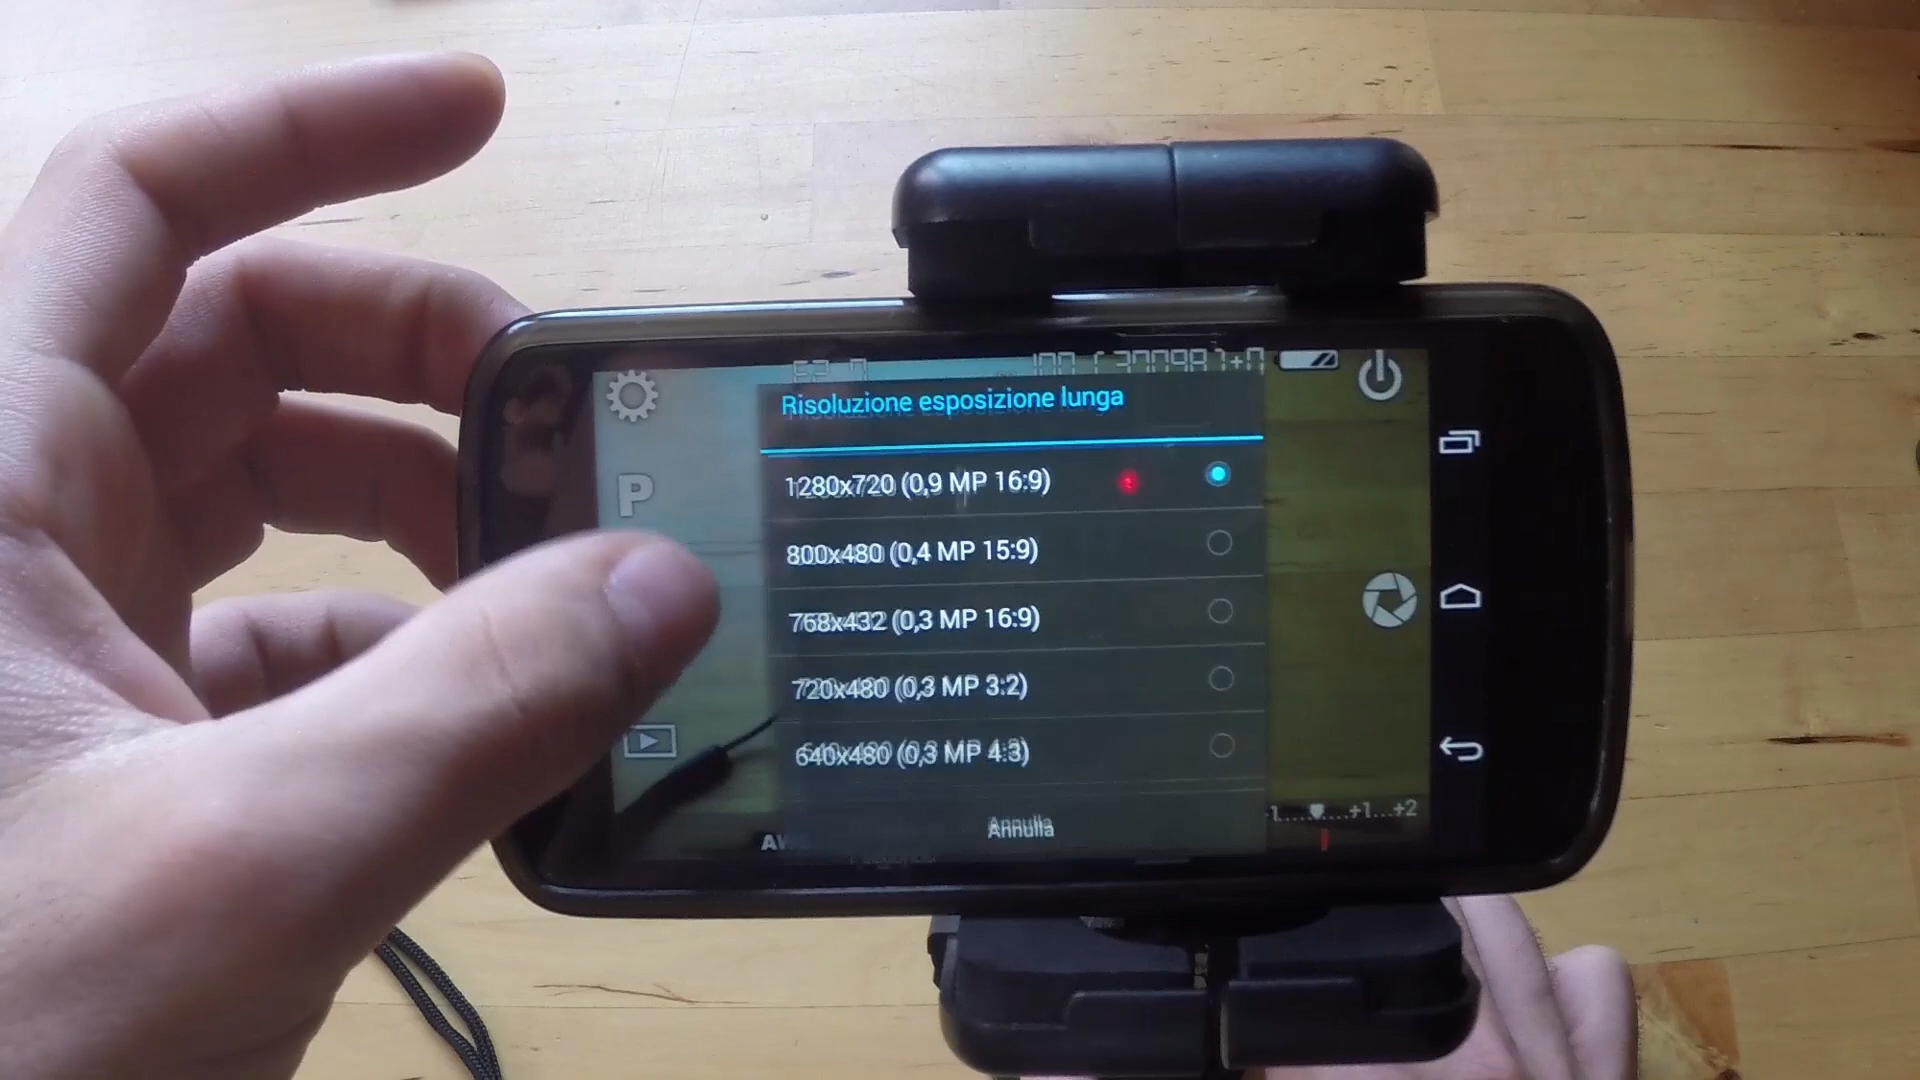 Risoluzione esposizione lunga
1280x720 (0,9 MP 16:9)
P
800x480 (0,4 MP 15:9)
768x432 (0,3 MP 16:9)
720x480 (0,3 MP 3:2)
640x480 (0,3 MP 4:3)
1....+1...+2
Annulla